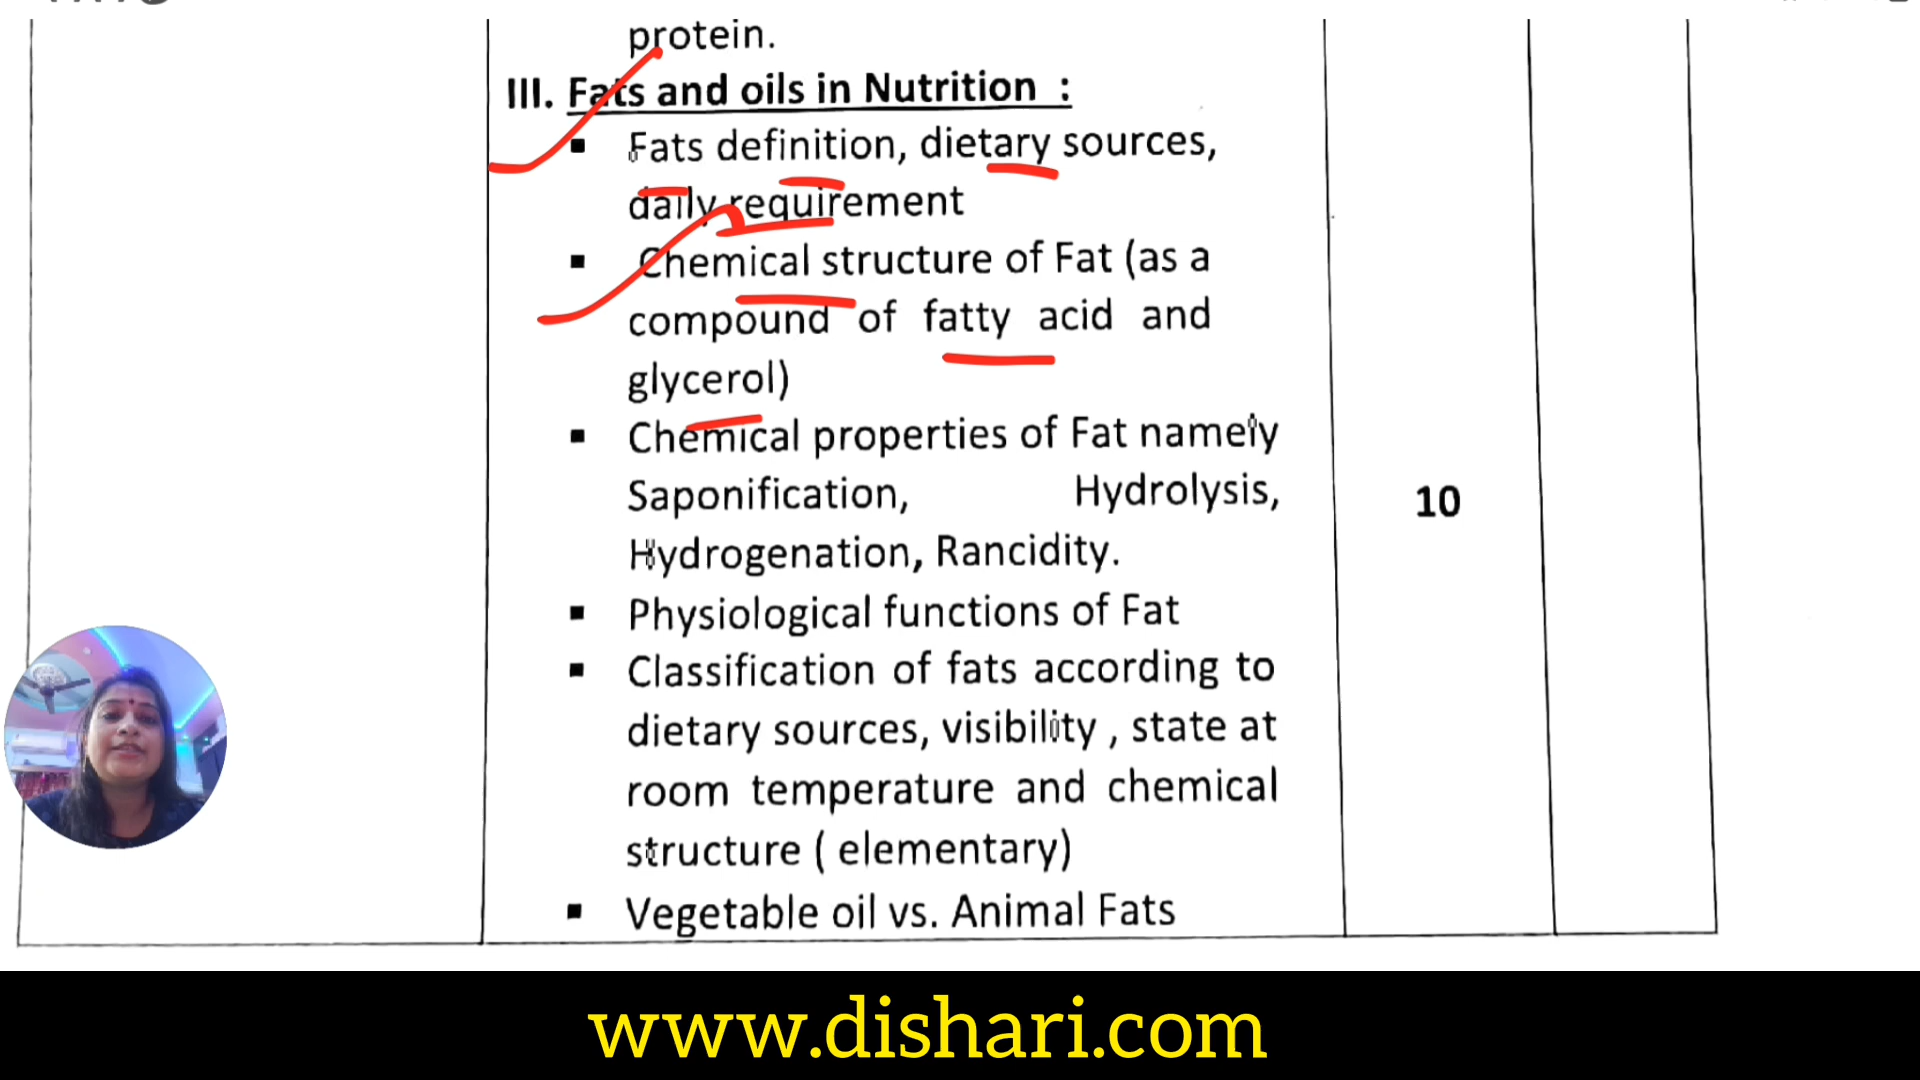 protein.
III. Fats and oils in Nutrition :
▪ Fats definition, dietary sources,
daily requirement
▪ Chemical structure of Fat (as a
compound of fatty acid and
glycerol)
▪ Chemical properties of Fat namely
Saponification, Hydrolysis,
Hydrogenation, Rancidity.
10
▪ Physiological functions of Fat
▪ Classification of fats according to
dietary sources, visibility , state at
room temperature and chemical
structure ( elementary)
▪ Vegetable oil vs. Animal Fats
www.dishari.com